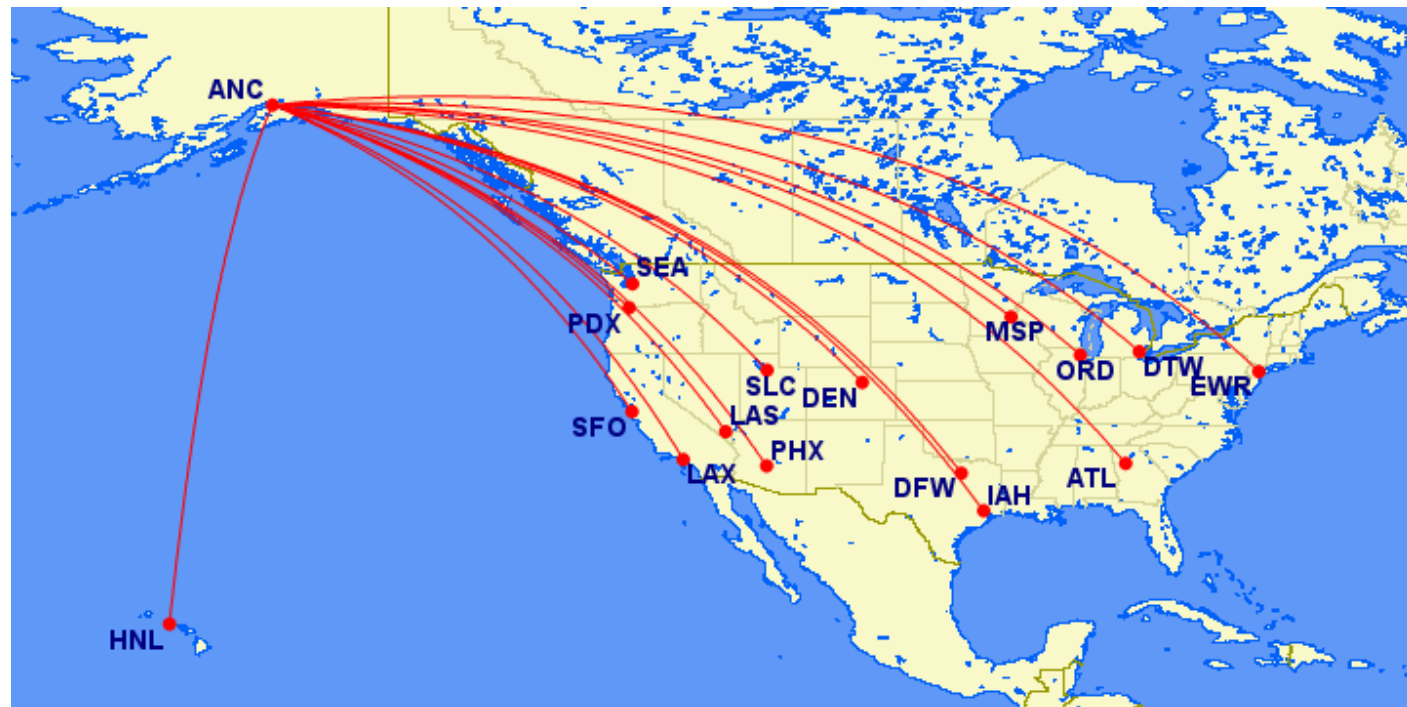 ANC
SEA
PDX
MSP
ORD
DTW
EWR
SLC
DEN
SFO
LAS
PHX
LAX
DFW
IAH
ATL
HNL